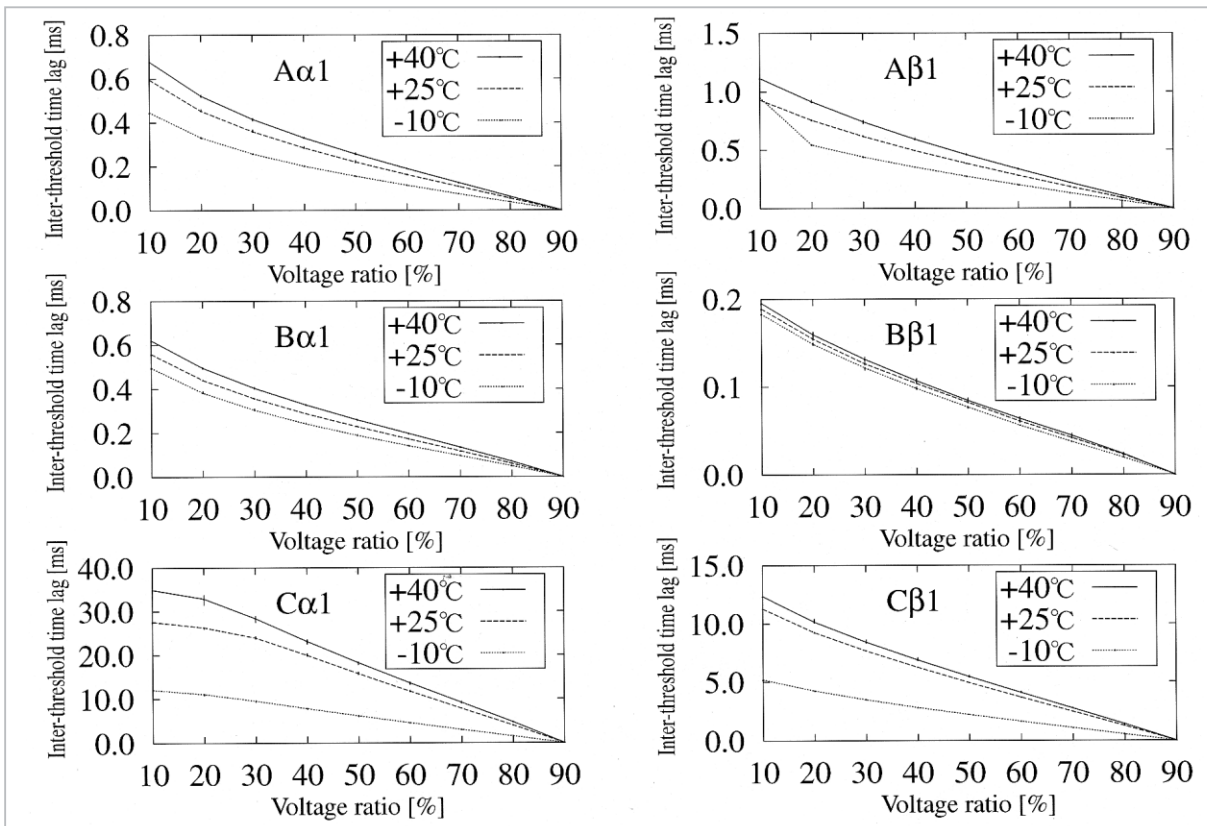 Inter-threshold time lag [ms]
0.8
0.6
0.4
0.2
0.0
Aα1
+40℃
+25℃
-10℃
10 20 30 40 50 60 70 80 90
Voltage ratio [%]
Inter-threshold time lag [ms]
1.5
1.0
0.5
0.0
Aβ1
+40℃
+25℃
-10℃
10 20 30 40 50 60 70 80 90
Voltage ratio [%]
Inter-threshold time lag [ms]
0.8
0.6
0.4
0.2
0.0
Bα1
+40℃
+25℃
-10℃
10 20 30 40 50 60 70 80 90
Voltage ratio [%]
Inter-threshold time lag [ms]
0.2
0.1
0.0
Bβ1
+40℃
+25℃
-10℃
10 20 30 40 50 60 70 80 90
Voltage ratio [%]
Inter-threshold time lag [ms]
40.0
30.0
20.0
10.0
0.0
Cα1
+40℃
+25℃
-10℃
10 20 30 40 50 60 70 80 90
Voltage ratio [%]
Inter-threshold time lag [ms]
15.0
10.0
5.0
0.0
Cβ1
+40℃
+25℃
-10℃
10 20 30 40 50 60 70 80 90
Voltage ratio [%]